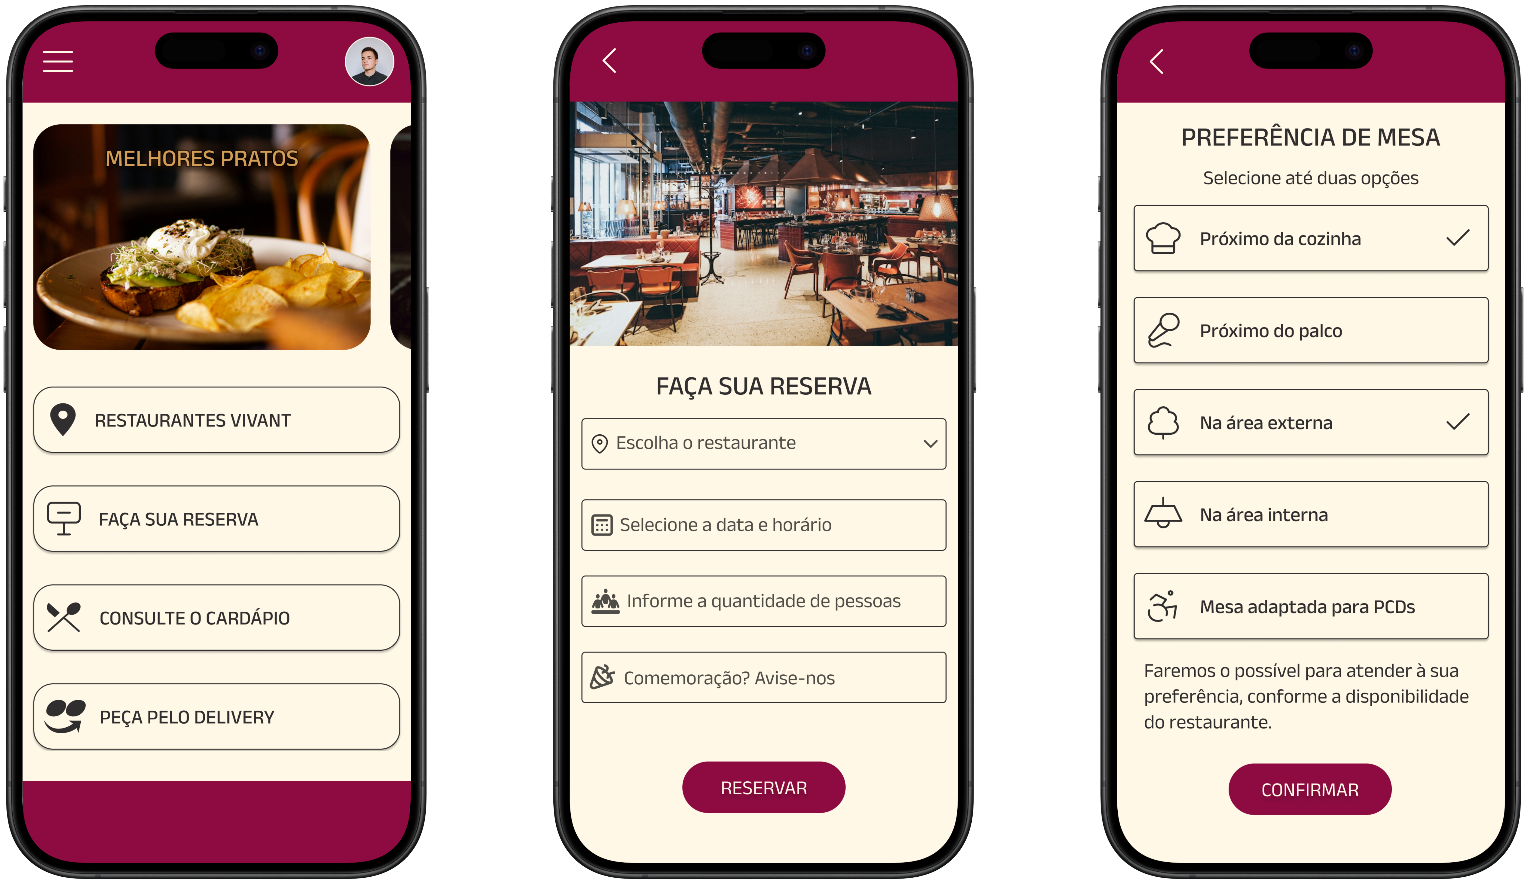 MELHORES PRATOS
RESTAURANTES VIVANT
FAÇA SUA RESERVA
CONSULTE O CARDÁPIO
PEÇA PELO DELIVERY
FAÇA SUA RESERVA
Escolha o restaurante
Selecione a data e horário
Informe a quantidade de pessoas
Comemoração? Avise-nos
RESERVAR
PREFERÊNCIA DE MESA
Selecione até duas opções
Próximo da cozinha
Próximo do palco
Na área externa
Na área interna
Mesa adaptada para PCDs
Faremos o possível para atender à sua
preferência, conforme a disponibilidade
do restaurante.
CONFIRMAR